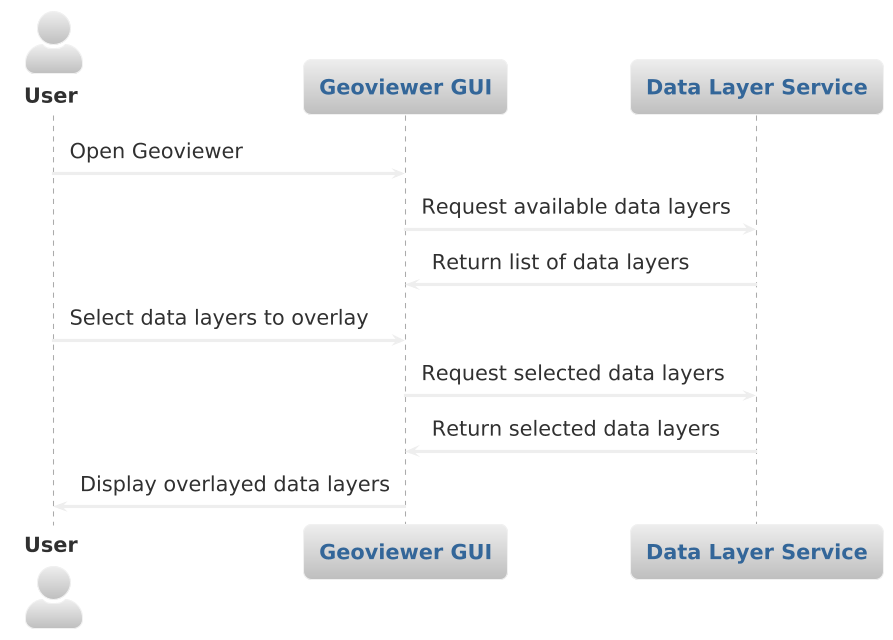 User
Geoviewer GUI
Data Layer Service
Open Geoviewer
Request available data layers
Return list of data layers
Select data layers to overlay
Request selected data layers
Return selected data layers
Display overlayed data layers
User
Geoviewer GUI
Data Layer Service